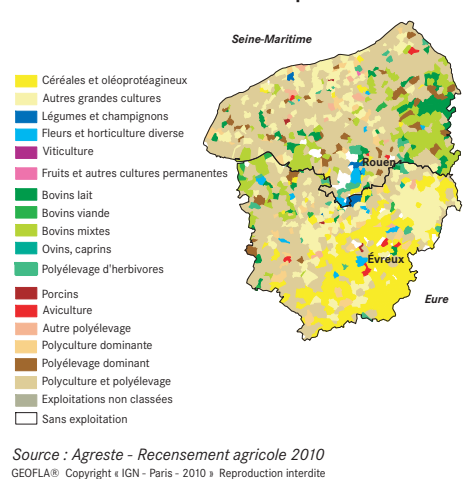 Seine-Maritime
Céréales et oléoprotéagineux
Autres grandes cultures
Légumes et champignons
Fleurs et horticulture diverse
Viticulture
Fruits et autres cultures permanentes
Bovins lait
Bovins viande
Bovins mixtes
Ovins, caprins
Polyélevage d'herbivores
Porcins
Aviculture
Autre polyélevage
Polyculture dominante
Polyélevage dominant
Polyculture et polyélevage
Exploitations non classées
Sans exploitation
Rouen
Évreux
Eure
Source : Agreste - Recensement agricole 2010
GEOFLA® Copyright « IGN - Paris - 2010 » Reproduction interdite